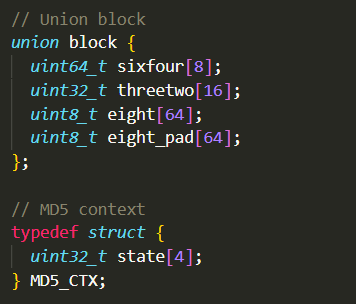 // Union block
union block {
  uint64_t sixfour[8];
  uint32_t threetwo[16];
  uint8_t eight[64];
  uint8_t eight_pad[64];
};

// MD5 context
typedef struct {
  uint32_t state[4];
} MD5_CTX;